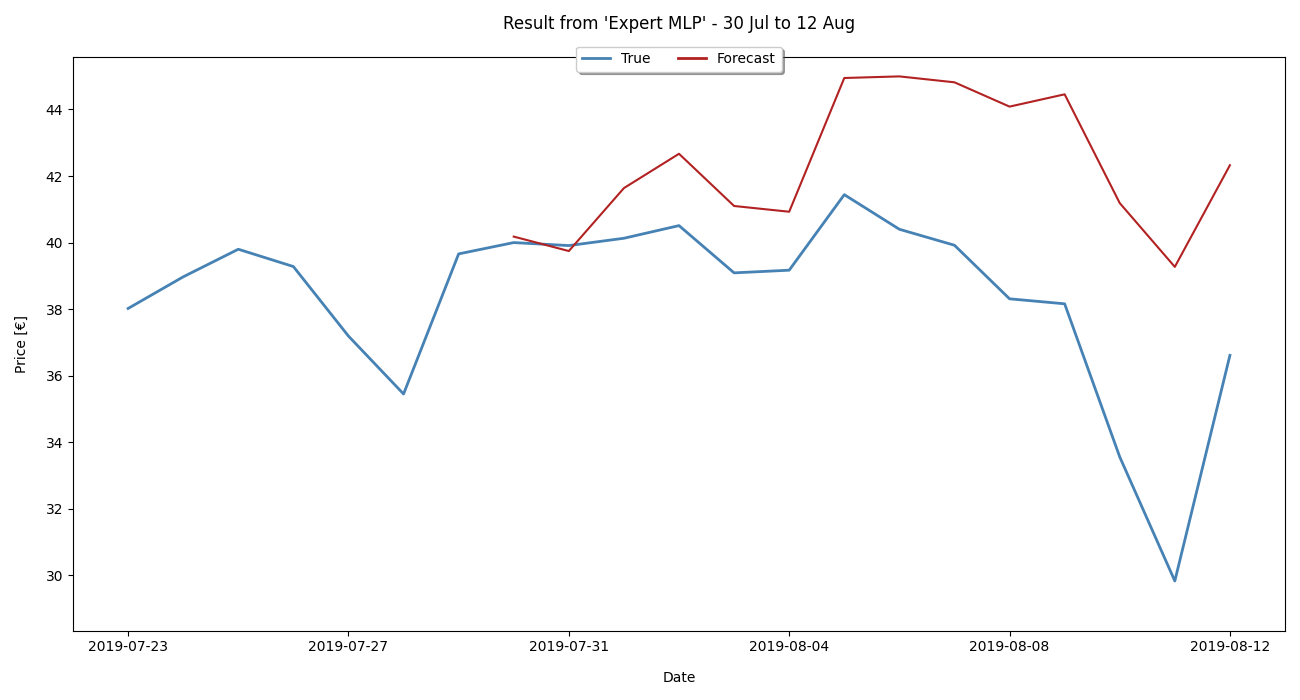 Result from 'Expert MLP' - 30 Jul to 12 Aug
True
Forecast
44
42
40
38
36
34
32
30
Price [€]
2019-07-23
2019-07-27
2019-07-31
2019-08-04
2019-08-08
2019-08-12
Date